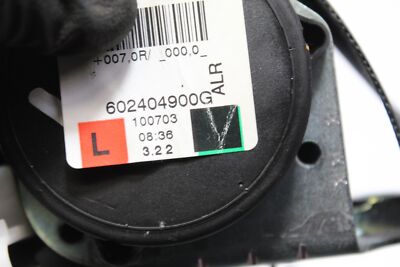 +007,0R/ _000,0_
ALR
602404900G
100703
08:36
3.22
L
V